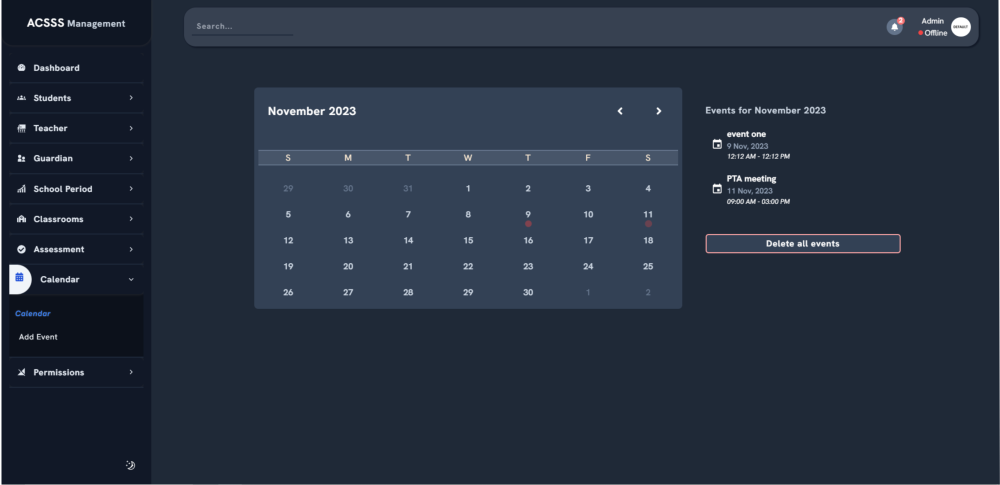 ACSSS Management
Search...
2
Admin
Offline
DEFAULT
Dashboard
Students
Teacher
Guardian
School Period
Classrooms
Assessment
Calendar
Calendar
Add Event
Permissions
November 2023
S M T W T F S
29 30 31 1 2 3 4
5 6 7 8 9 10 11
12 13 14 15 16 17 18
19 20 21 22 23 24 25
26 27 28 29 30 1 2
Events for November 2023
event one
9 Nov, 2023
12:12 AM - 12:12 PM
PTA meeting
11 Nov, 2023
09:00 AM - 03:00 PM
Delete all events